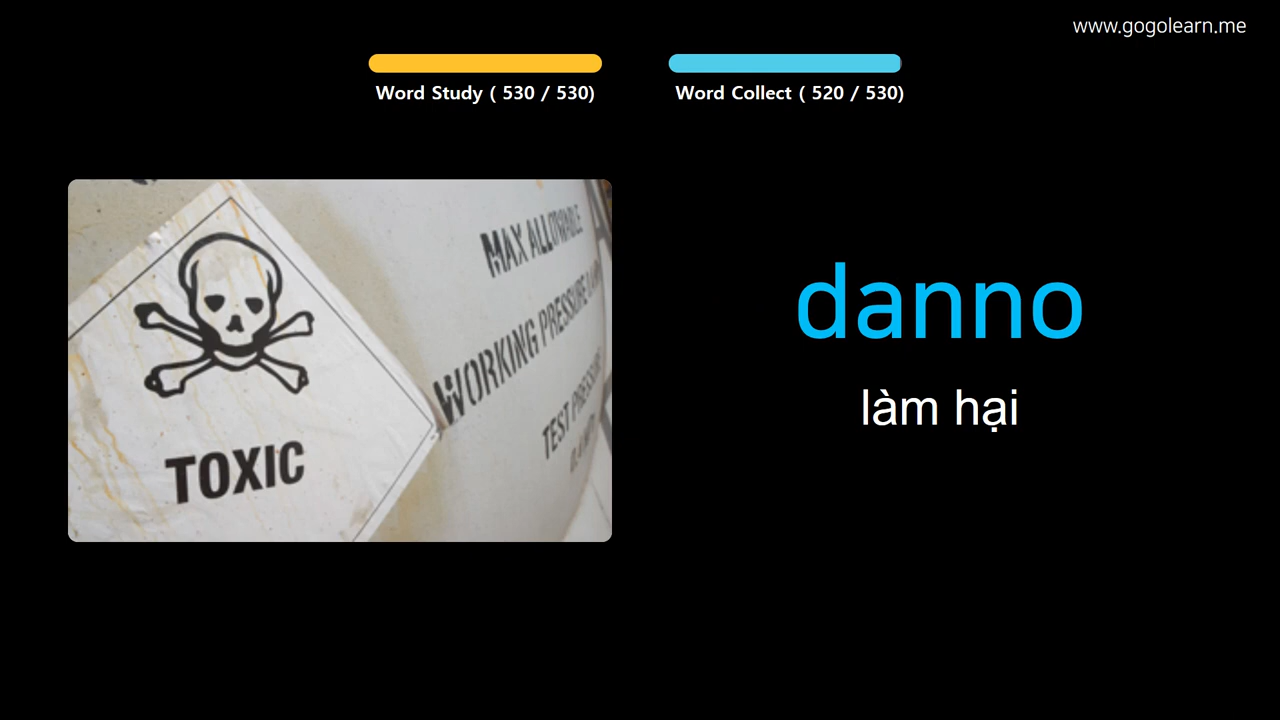 www.gogolearn.me
Word Study ( 530 / 530)
Word Collect ( 520 / 530)
MAX ALLOWABLE
WORKING PRESSURE
TEST PRESSURE
TOXIC
danno
làm hại